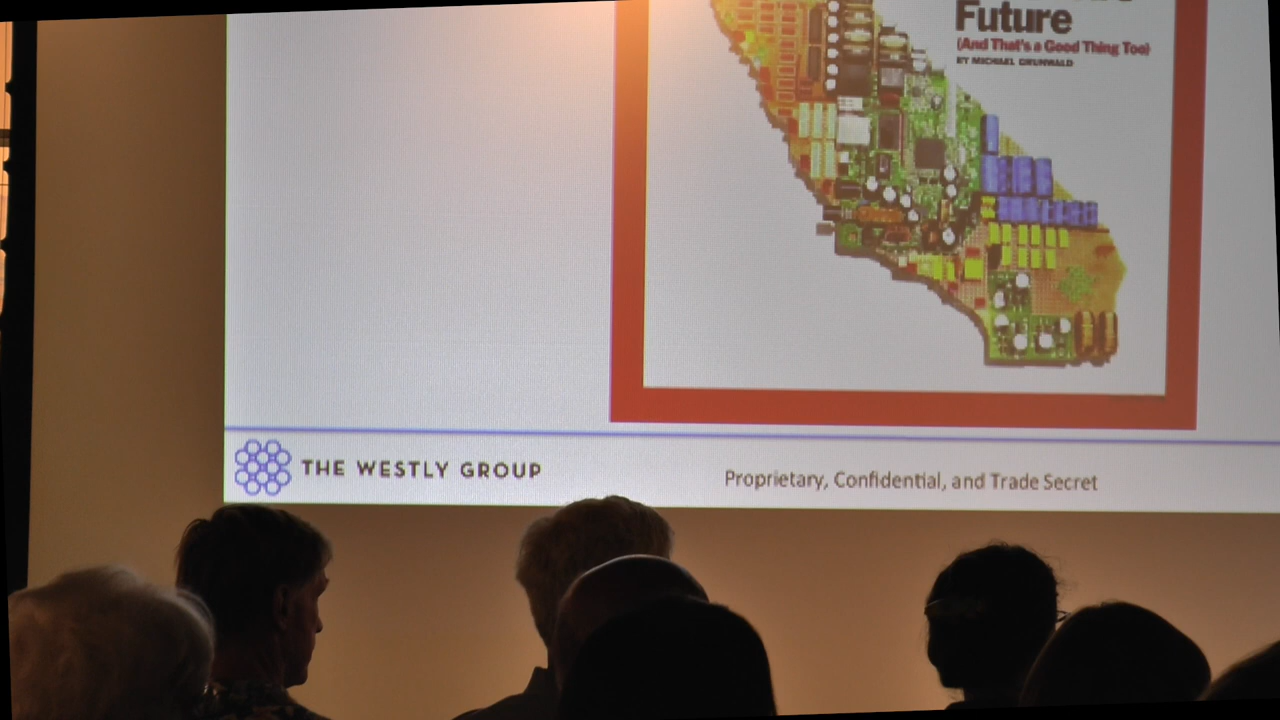 Future
(And That's a Good Thing Too)
BY MICHAEL GRUNWALD
THE WESTLY GROUP
Proprietary, Confidential, and Trade Secret